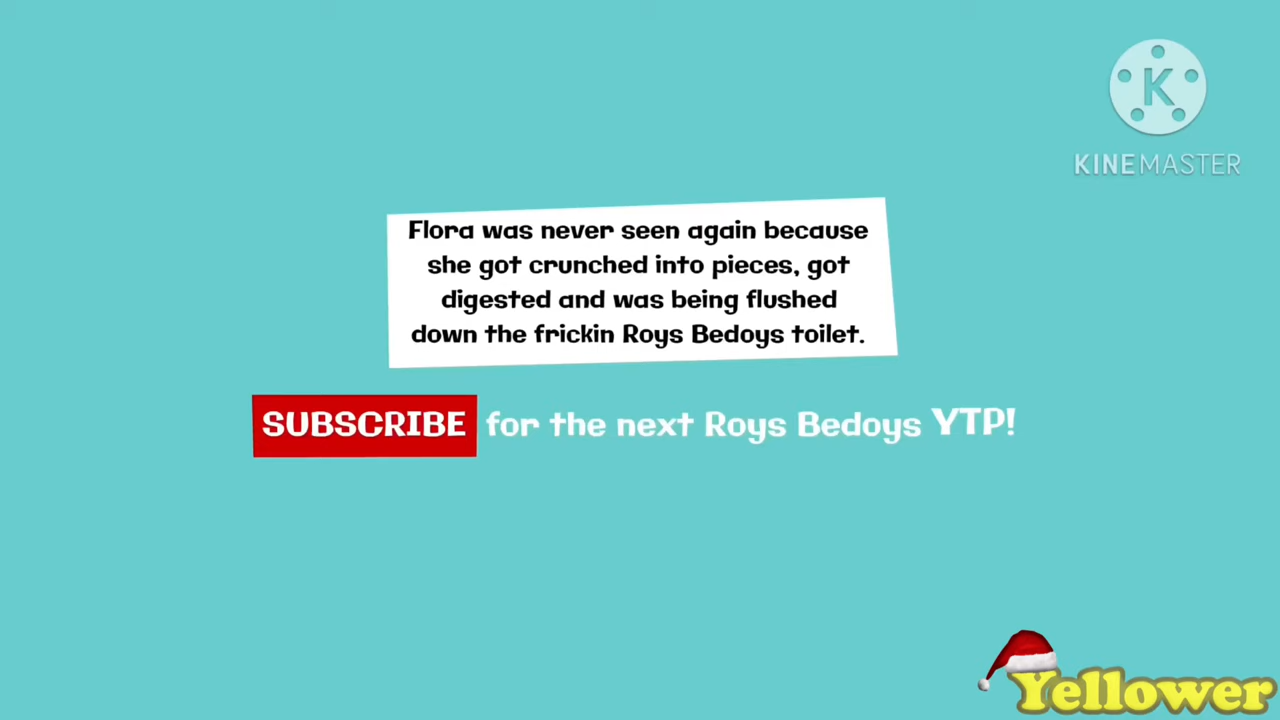 K
KINEMASTER
Flora was never seen again because
she got crunched into pieces, got
digested and was being flushed
down the frickin Roys Bedoys toilet.
SUBSCRIBE for the next Roys Bedoys YTP!
Yellower